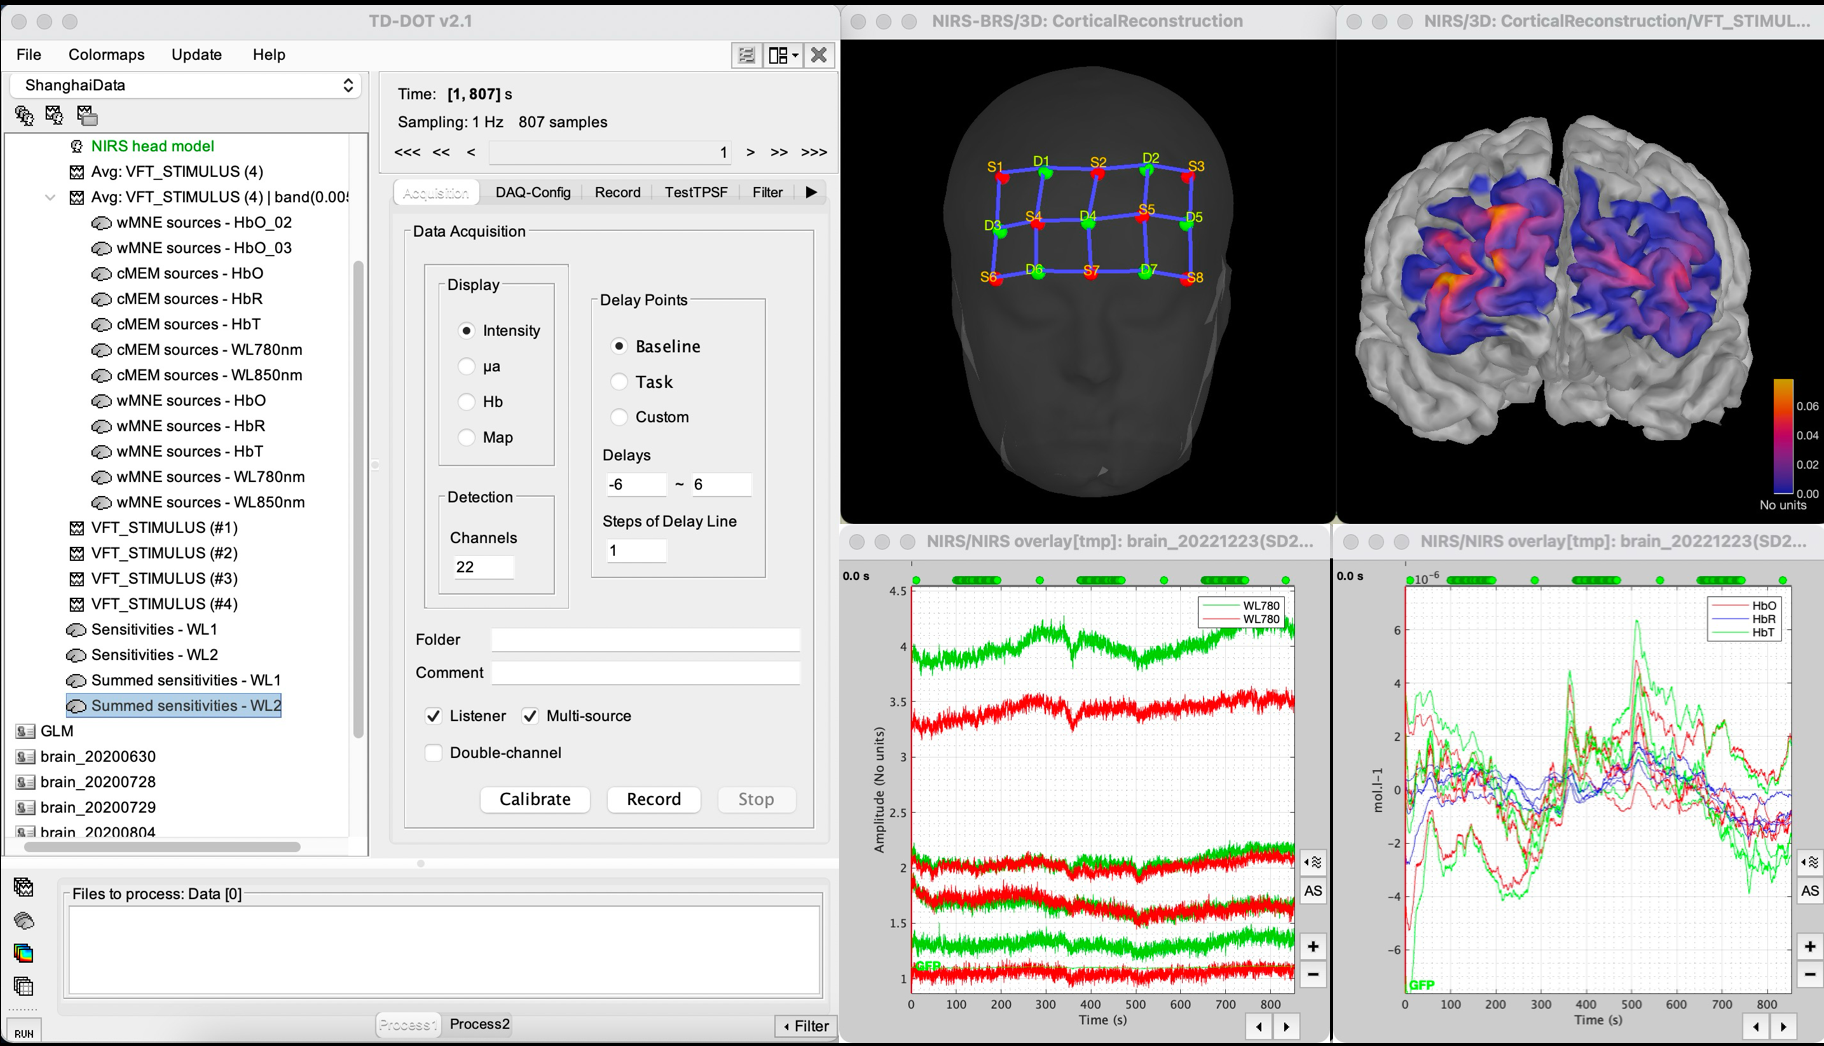 TD-DOT v2.1
File Colormaps Update Help
ShanghaiData
NIRS head model
Avg: VFT_STIMULUS (4)
Avg: VFT_STIMULUS (4) | band(0.005
wMNE sources - HbO_02
wMNE sources - HbO_03
cMEM sources - HbO
cMEM sources - HbR
cMEM sources - HbT
cMEM sources - WL780nm
cMEM sources - WL850nm
wMNE sources - HbO
wMNE sources - HbR
wMNE sources - HbT
wMNE sources - WL780nm
wMNE sources - WL850nm
VFT_STIMULUS (#1)
VFT_STIMULUS (#2)
VFT_STIMULUS (#3)
VFT_STIMULUS (#4)
Sensitivities - WL1
Sensitivities - WL2
Summed sensitivities - WL1
Summed sensitivities - WL2
GLM
brain_20200630
brain_20200728
brain_20200729
brain_20200804
Time: [1, 807] s
Sampling: 1 Hz 807 samples
<<< << < 1 > >> >>>
Acquisition DAQ-Config Record TestTPSF Filter
Data Acquisition
Display
Intensity
μa
Hb
Map
Detection
Channels
22
Delay Points
Baseline
Task
Custom
Delays
-6 ~ 6
Steps of Delay Line
1
Folder
Comment
Listener Multi-source
Double-channel
Calibrate Record Stop
Files to process: Data [0]
RUN
Process1 Process2
Filter
NIRS-BRS/3D: CorticalReconstruction
S1 D1 S2 D2 S3
D3 S4 D4 S5 D5
S6 D6 S7 D7 S8
NIRS/3D: CorticalReconstruction/VFT_STIMUL...
0.06
0.04
0.02
0.00
No units
NIRS/NIRS overlay[tmp]: brain_20221223(SD2...
0.0 s
WL780
WL780
4.5
4
3.5
3
2.5
2
1.5
1
Amplitude (No units)
GFP
0 100 200 300 400 500 600 700 800
Time (s)
AS
+
−
NIRS/NIRS overlay[tmp]: brain_20221223(SD2...
0.0 s
10-6
HbO
HbR
HbT
6
4
2
0
−2
−4
−6
mol.l-1
GFP
0 100 200 300 400 500 600 700 800
Time (s)
AS
+
−